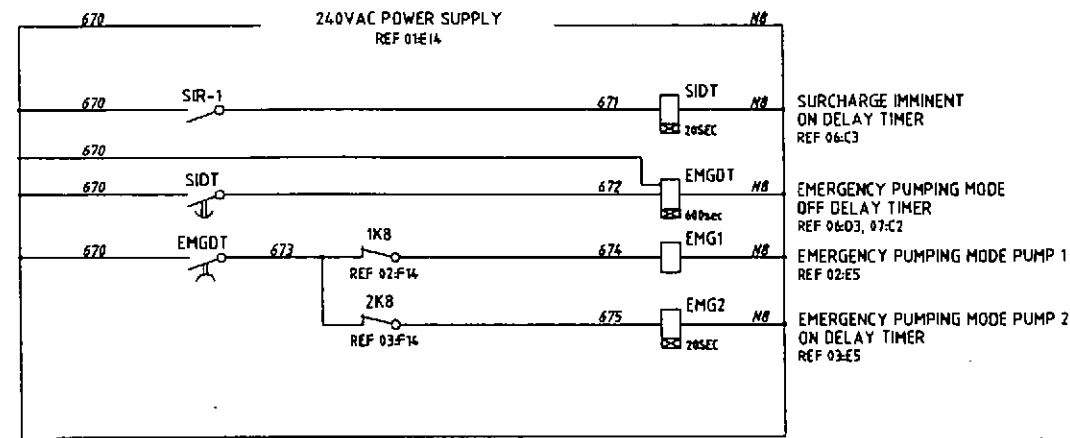 670 240VAC POWER SUPPLY N8
REF 01:E14
670 SIR-1 671 SIDT N8
20SEC
SURCHARGE IMMINENT
ON DELAY TIMER
REF 06:C3
670
670 SIDT 672 EMGDT N8
600sec
EMERGENCY PUMPING MODE
OFF DELAY TIMER
REF 06:D3, 07:C2
670 EMGDT 673 1K8 674 EMG1 N8
REF 02:F14
EMERGENCY PUMPING MODE PUMP 1
REF 02:E5
2K8 675 EMG2 N8
REF 03:F14
20SEC
EMERGENCY PUMPING MODE PUMP 2
ON DELAY TIMER
REF 03:E5